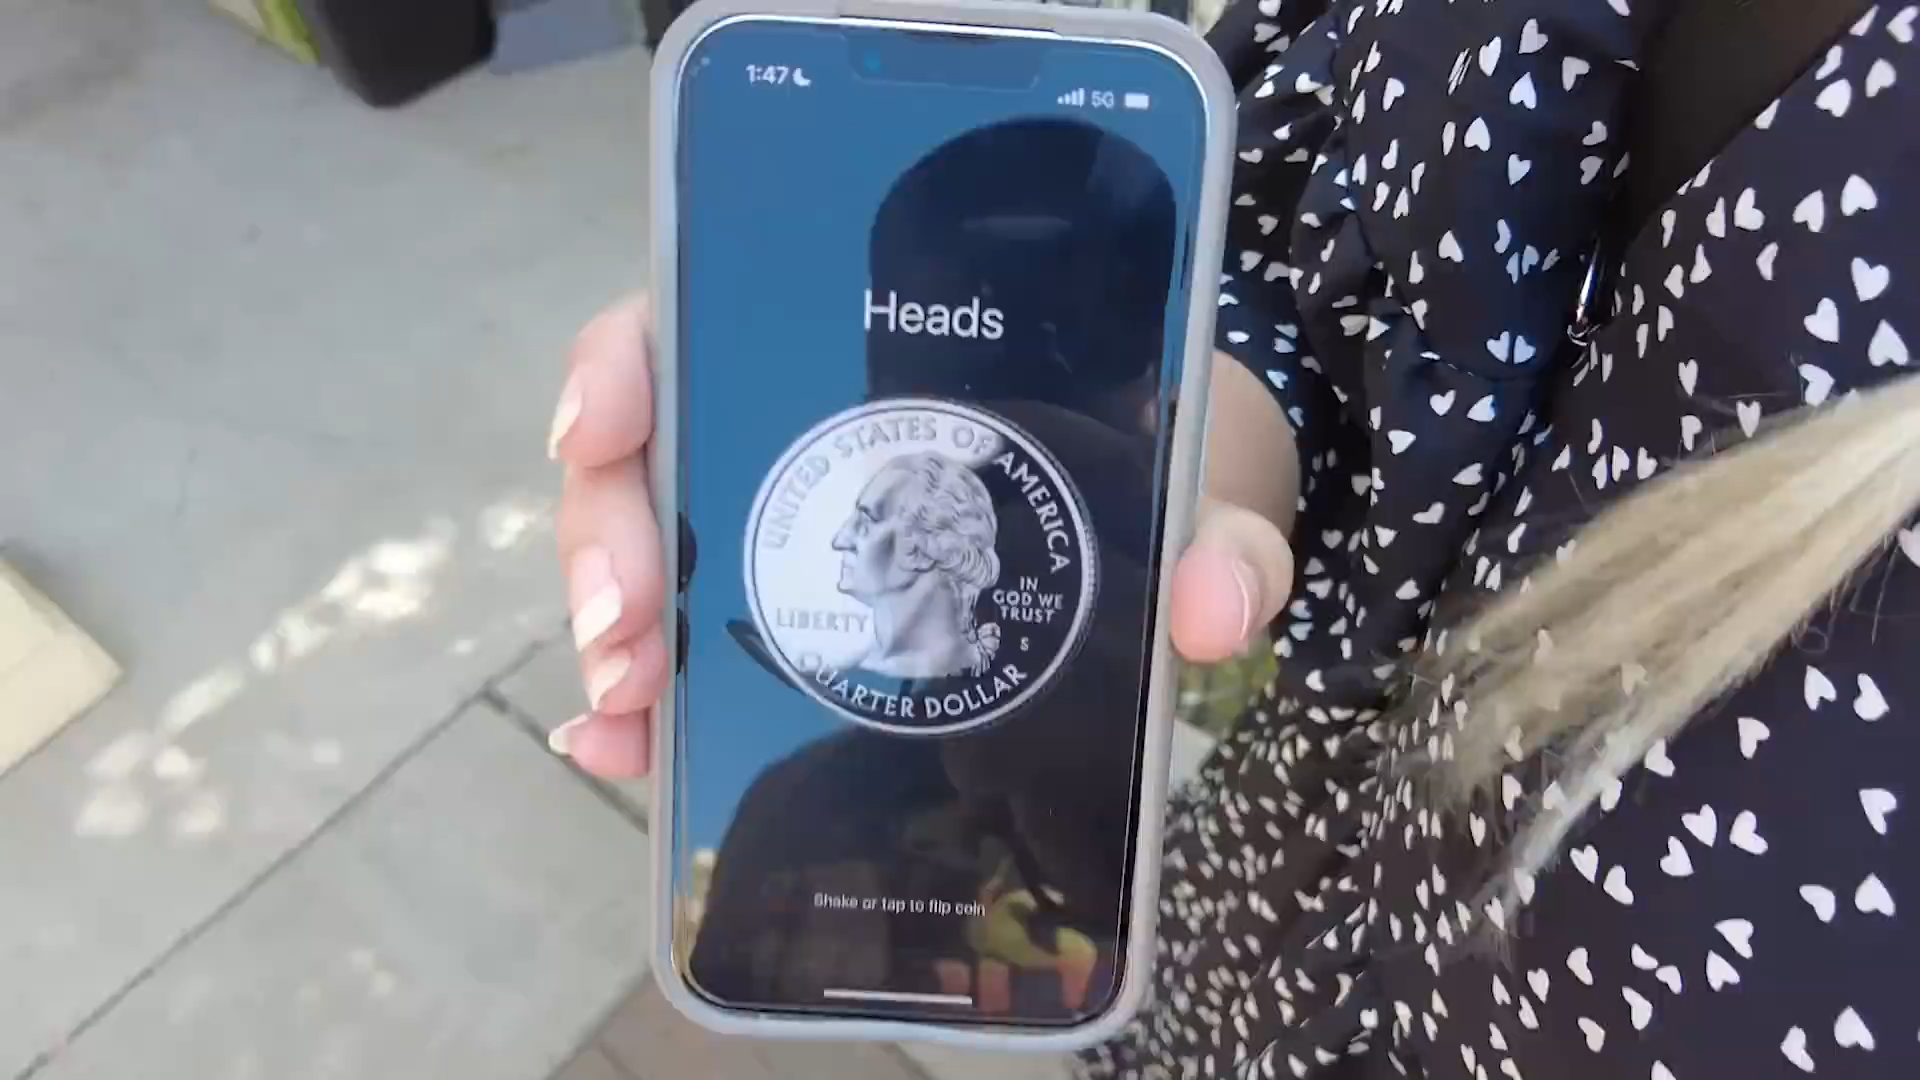 1:47
5G
Heads
UNITED STATES OF AMERICA
IN
GOD WE
TRUST
LIBERTY
S
QUARTER DOLLAR
Shake or tap to flip coin